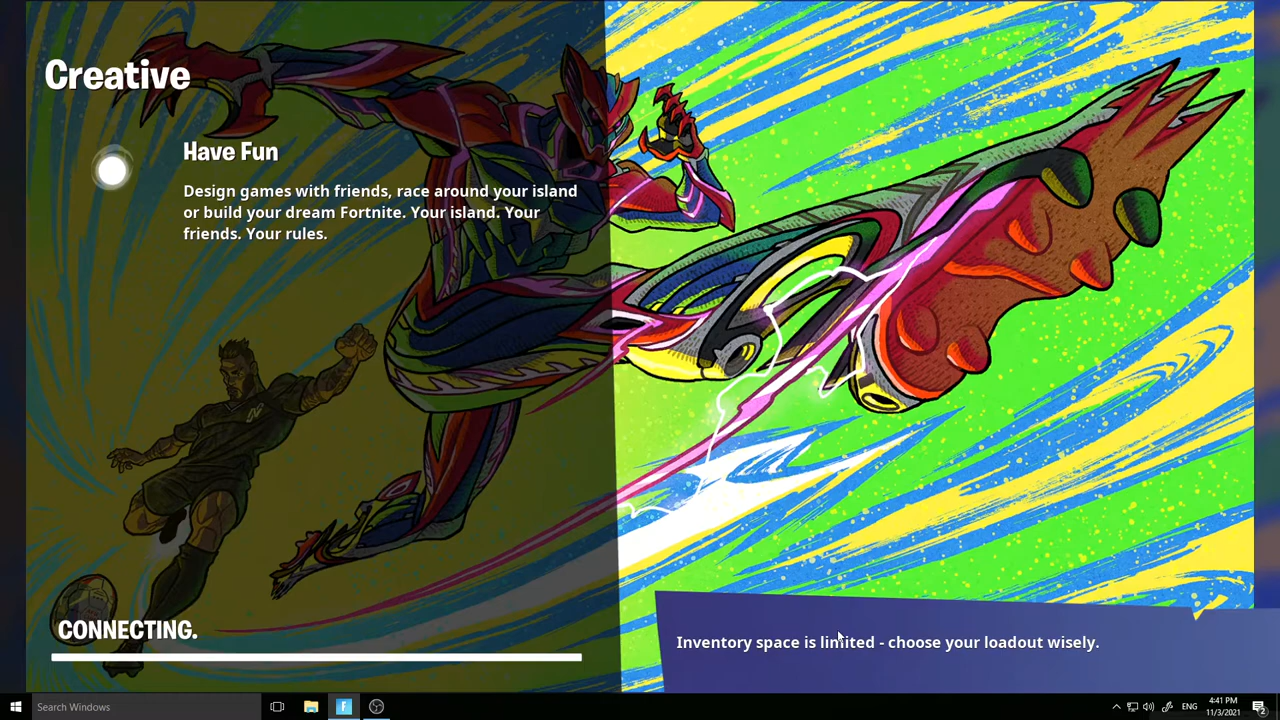 Creative
Have Fun
Design games with friends, race around your island
or build your dream Fortnite. Your island. Your
friends. Your rules.
CONNECTING.
Inventory space is limited - choose your loadout wisely.
Search Windows
ENG
4:41 PM
11/3/2021
2